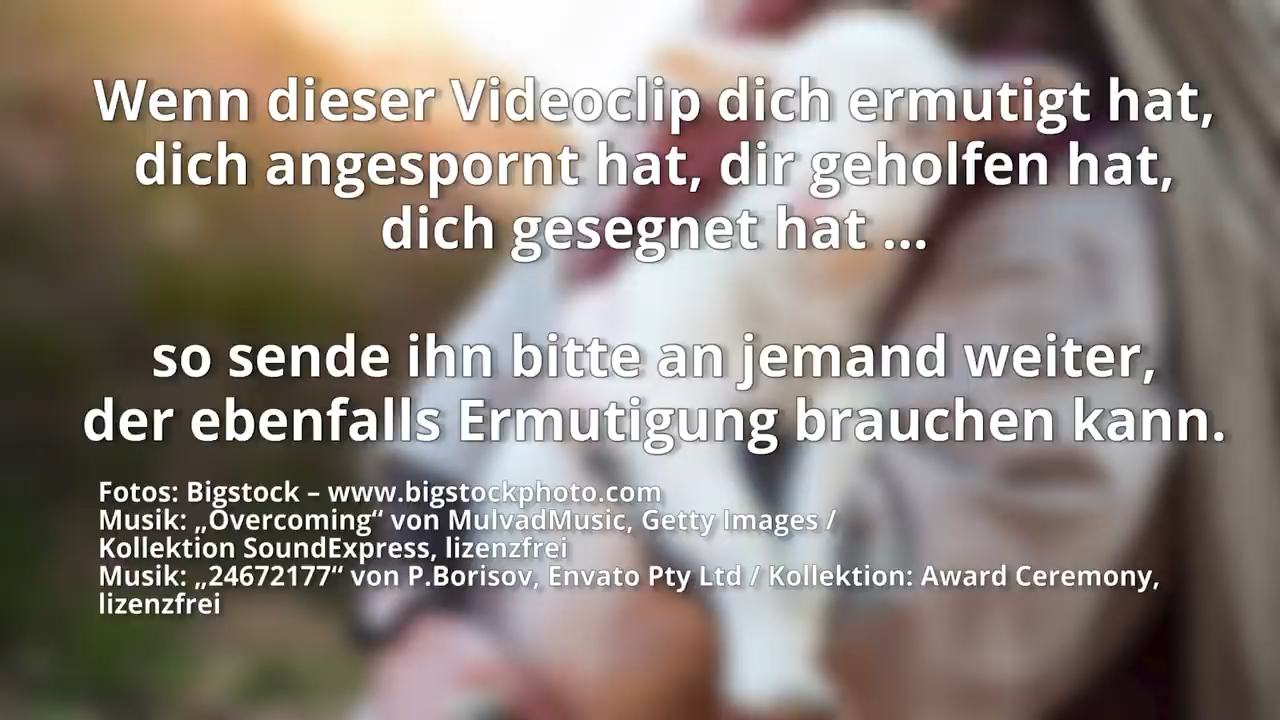 Wenn dieser Videoclip dich ermutigt hat,
dich angespornt hat, dir geholfen hat,
dich gesegnet hat ...
so sende ihn bitte an jemand weiter,
der ebenfalls Ermutigung brauchen kann.
Fotos: Bigstock – www.bigstockphoto.com
Musik: „Overcoming“ von MulvadMusic, Getty Images /
Kollektion SoundExpress, lizenzfrei
Musik: „24672177“ von P.Borisov, Envato Pty Ltd / Kollektion: Award Ceremony,
lizenzfrei